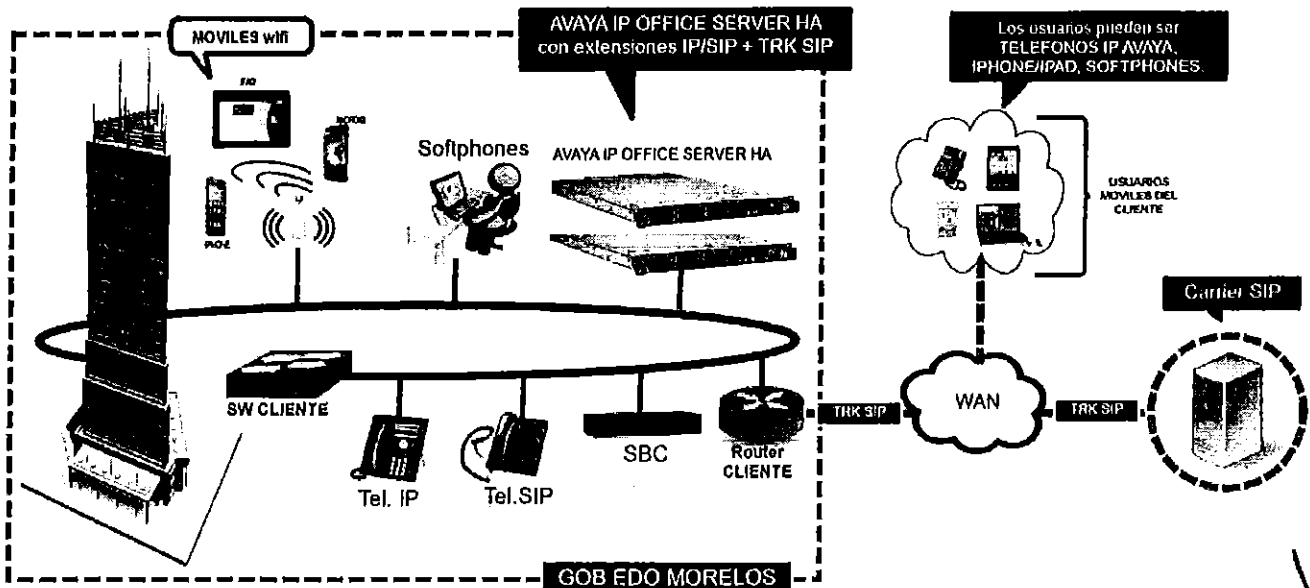 MOVILES wifi
AVAYA IP OFFICE SERVER HA
con extensiones IP/SIP + TRK SIP
Los usuarios pueden ser
TELEFONOS IP AVAYA,
IPHONE/IPAD, SOFTPHONES.
Softphones
AVAYA IP OFFICE SERVER HA
USUARIOS
MOVILES DEL
CLIENTE
Carrier SIP
SW CLIENTE
Tel. IP
Tel.SIP
SBC
Router
CLIENTE
TRK SIP
WAN
TRK SIP
GOB EDO MORELOS